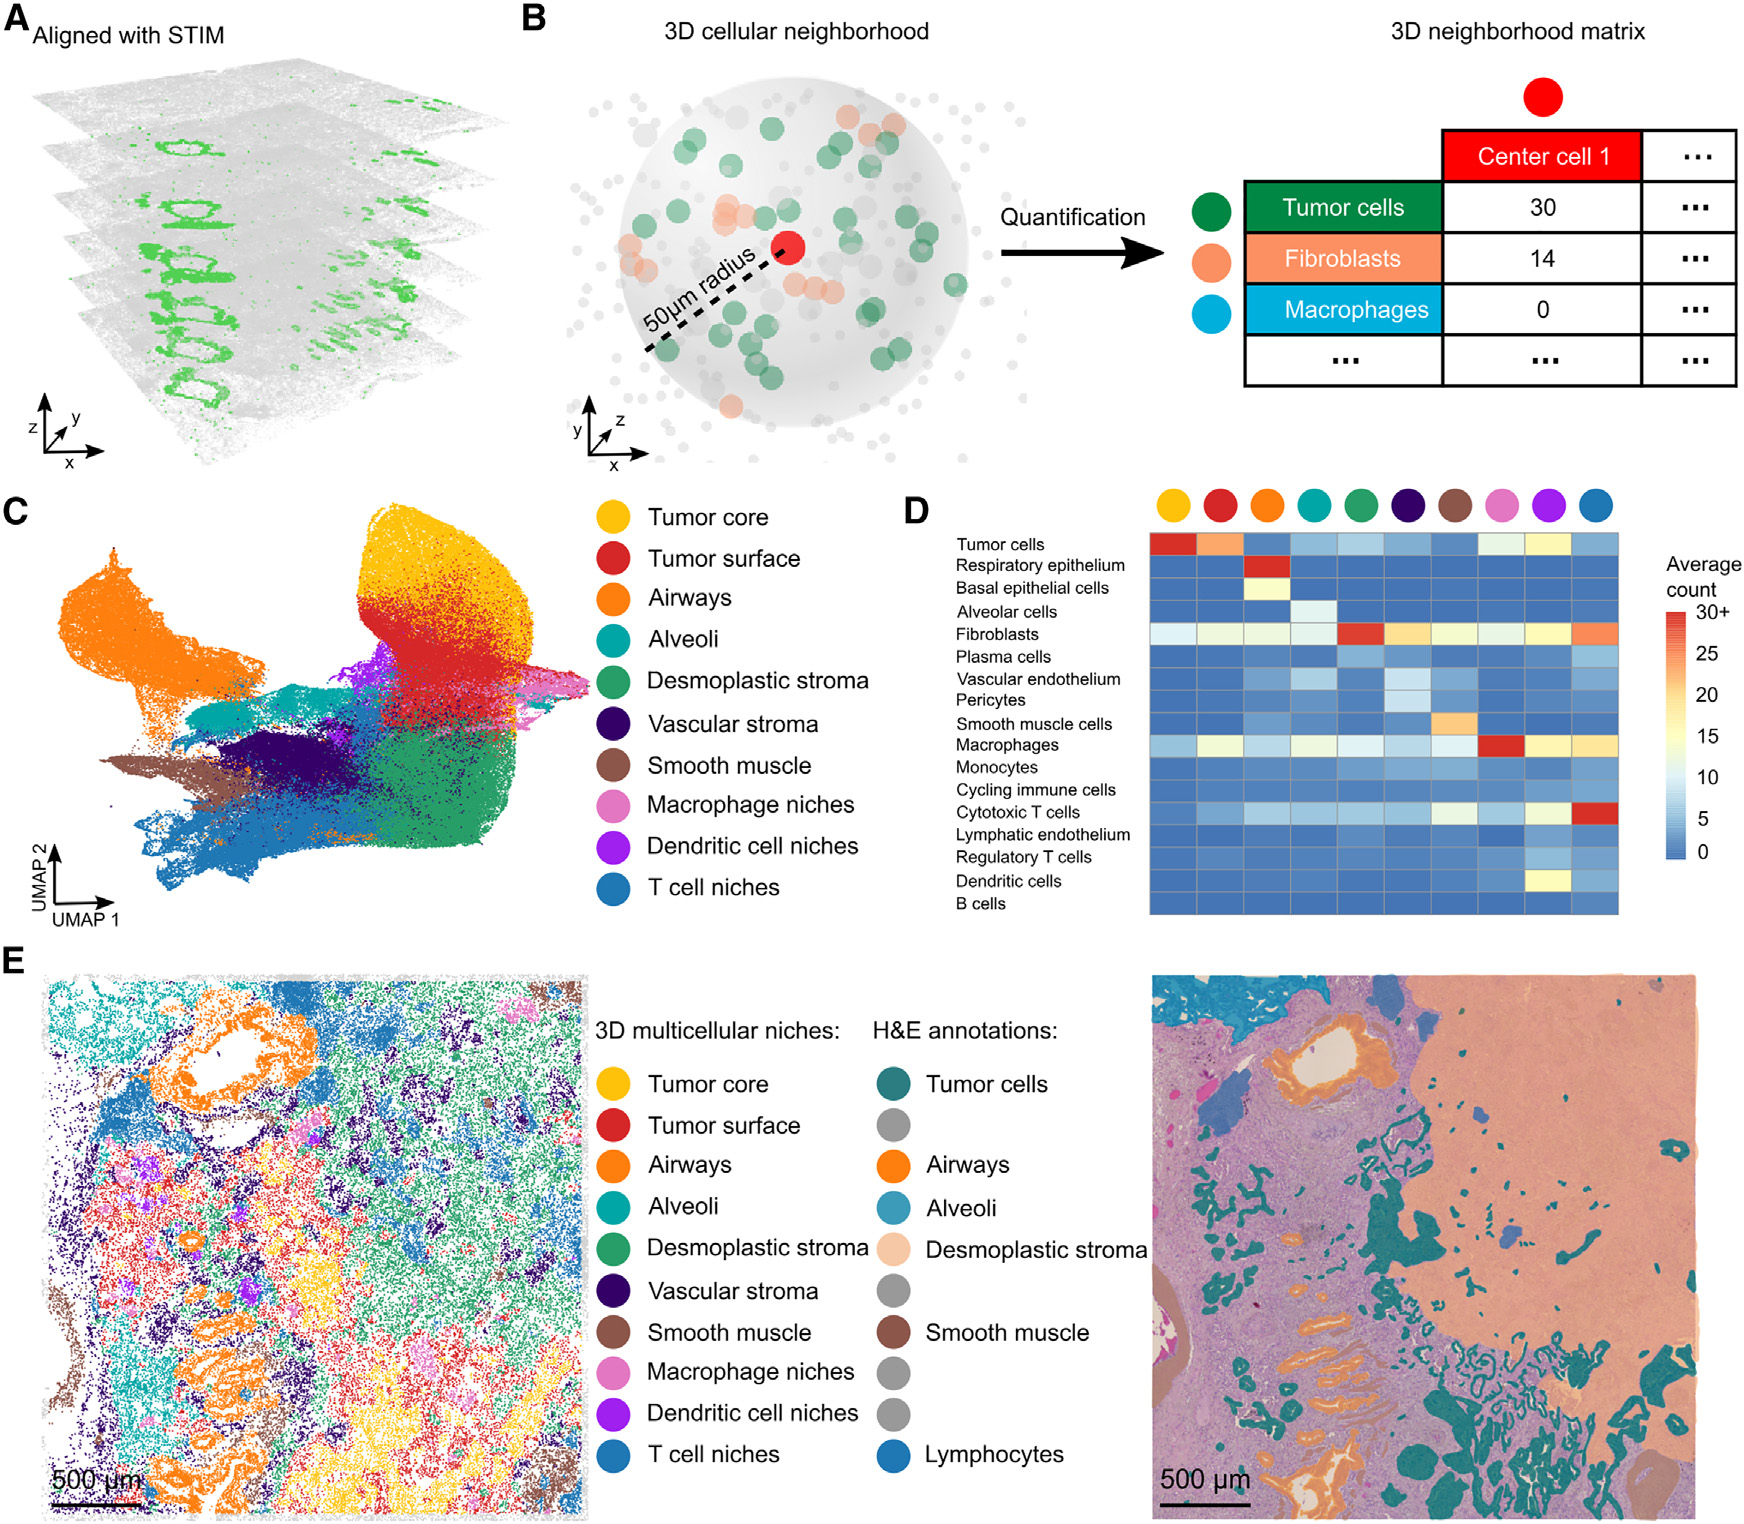 A
Aligned with STIM
z
y
x
B
3D cellular neighborhood
50µm radius
y
z
x
Quantification
3D neighborhood matrix
Center cell 1 ...
Tumor cells 30 ...
Fibroblasts 14 ...
Macrophages 0 ...
... ... ...
C
UMAP 2
UMAP 1
Tumor core
Tumor surface
Airways
Alveoli
Desmoplastic stroma
Vascular stroma
Smooth muscle
Macrophage niches
Dendritic cell niches
T cell niches
D
Tumor cells
Respiratory epithelium
Basal epithelial cells
Alveolar cells
Fibroblasts
Plasma cells
Vascular endothelium
Pericytes
Smooth muscle cells
Macrophages
Monocytes
Cycling immune cells
Cytotoxic T cells
Lymphatic endothelium
Regulatory T cells
Dendritic cells
B cells
Average
count
30+
25
20
15
10
5
0
E
500 µm
3D multicellular niches:
Tumor core
Tumor surface
Airways
Alveoli
Desmoplastic stroma
Vascular stroma
Smooth muscle
Macrophage niches
Dendritic cell niches
T cell niches
H&E annotations:
Tumor cells
Airways
Alveoli
Desmoplastic stroma
Smooth muscle
Lymphocytes
500 µm